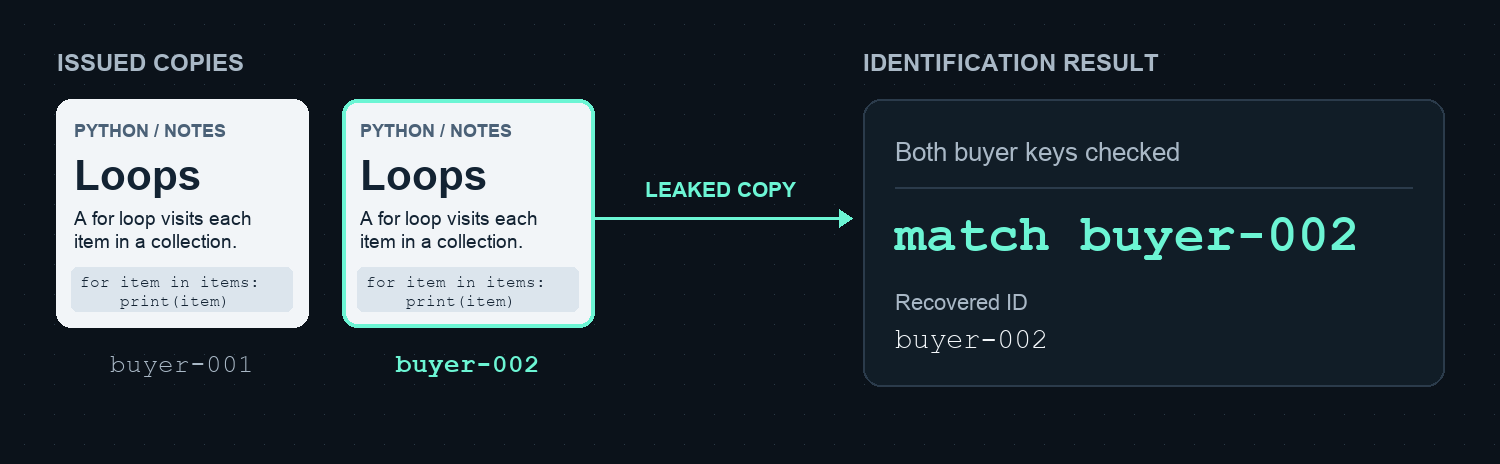 ISSUED COPIES
PYTHON / NOTES
Loops
A for loop visits each
item in a collection.
for item in items:
    print(item)
buyer-001
PYTHON / NOTES
Loops
A for loop visits each
item in a collection.
for item in items:
    print(item)
buyer-002
LEAKED COPY
IDENTIFICATION RESULT
Both buyer keys checked
match buyer-002
Recovered ID
buyer-002